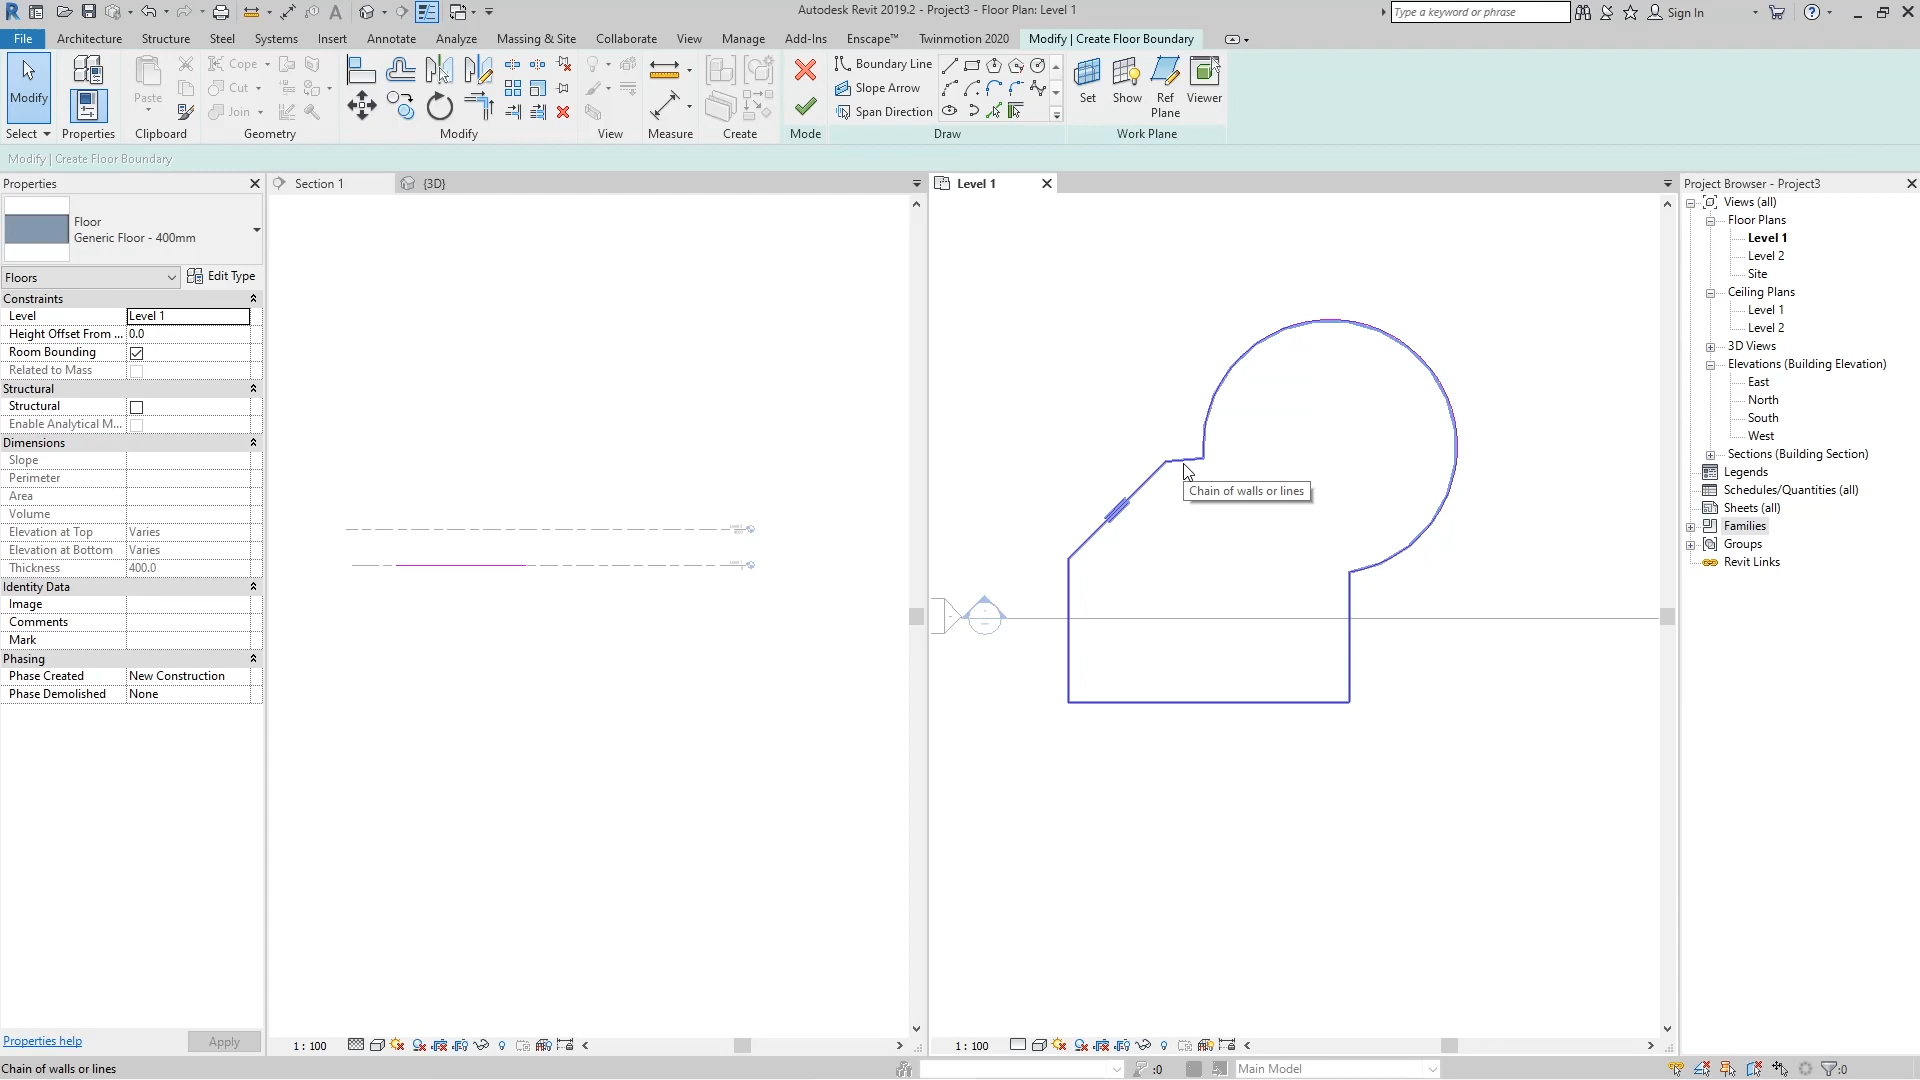 Autodesk Revit 2019.2 - Project3 - Floor Plan: Level 1
Type a keyword or phrase
Sign In
File
Architecture
Structure
Steel
Systems
Insert
Annotate
Analyze
Massing & Site
Collaborate
View
Manage
Add-Ins
Enscape™
Twinmotion 2020
Modify | Create Floor Boundary
Modify
Paste
Cope
Cut
Join
Boundary Line
Slope Arrow
Span Direction
Set
Show
Ref Plane
Viewer
Select
Properties
Clipboard
Geometry
Modify
View
Measure
Create
Mode
Draw
Work Plane
Modify | Create Floor Boundary
Properties
Floor
Generic Floor - 400mm
Floors
Edit Type
Constraints
Level Level 1
Height Offset From ... 0.0
Room Bounding
Related to Mass
Structural
Structural
Enable Analytical M...
Dimensions
Slope
Perimeter
Area
Volume
Elevation at Top Varies
Elevation at Bottom Varies
Thickness 400.0
Identity Data
Image
Comments
Mark
Phasing
Phase Created New Construction
Phase Demolished None
Properties help
Apply
Section 1
{3D}
1 : 100
Level 1
Chain of walls or lines
1 : 100
Project Browser - Project3
Views (all)
Floor Plans
Level 1
Level 2
Site
Ceiling Plans
Level 1
Level 2
3D Views
Elevations (Building Elevation)
East
North
South
West
Sections (Building Section)
Legends
Schedules/Quantities (all)
Sheets (all)
Families
Groups
Revit Links
Chain of walls or lines
:0
Main Model
:0